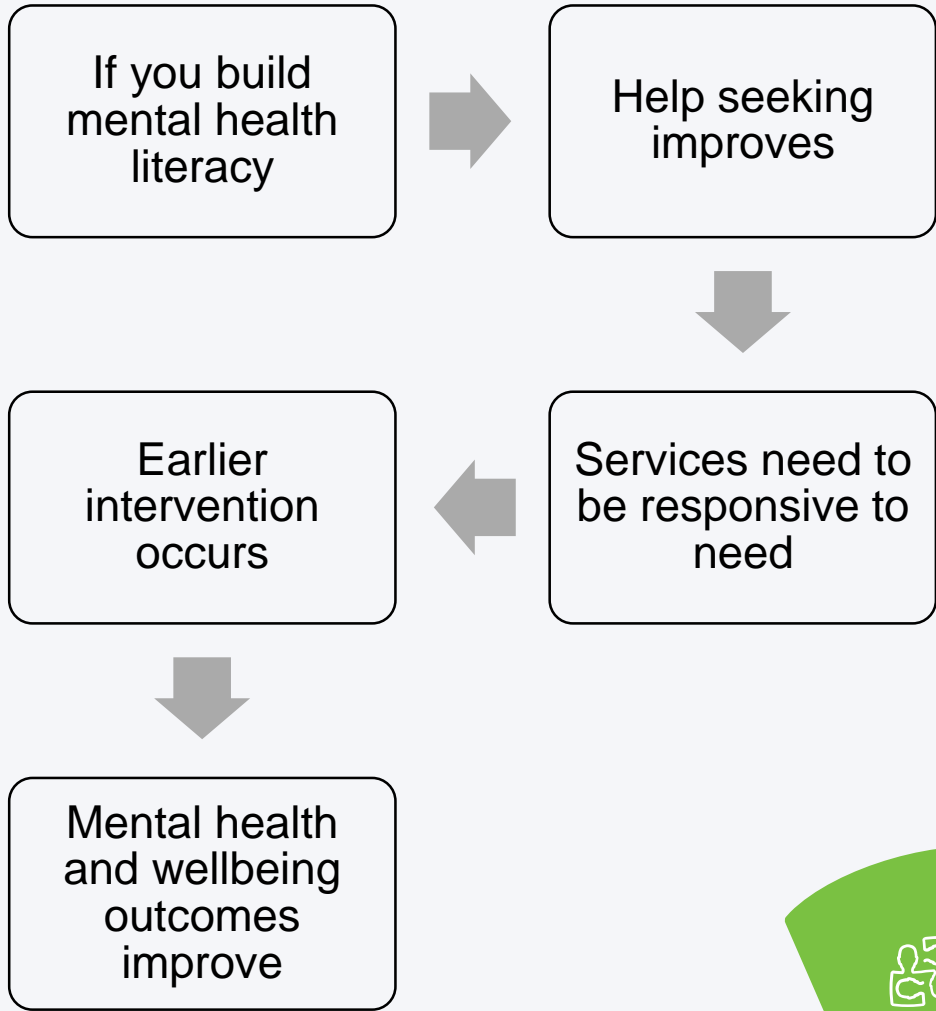 If you build
mental health
literacy
Help seeking
improves
Services need to
be responsive to
need
Earlier
intervention
occurs
Mental health
and wellbeing
outcomes
improve